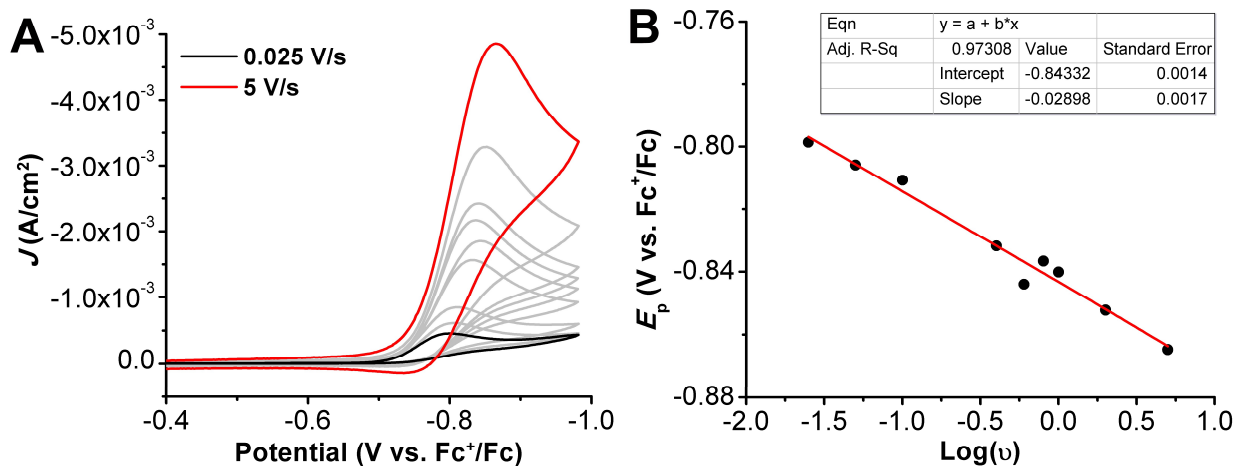 A
0.025 V/s
5 V/s
-5.0x10⁻³
-4.0x10⁻³
-3.0x10⁻³
-2.0x10⁻³
-1.0x10⁻³
0.0
J (A/cm²)
-0.4
-0.6
-0.8
-1.0
Potential (V vs. Fc⁺/Fc)
B
Eqn y = a + b*x
Adj. R-Sq 0.97308 Value Standard Error
Intercept -0.84332 0.0014
Slope -0.02898 0.0017
-0.76
-0.80
-0.84
-0.88
Eₚ (V vs. Fc⁺/Fc)
-2.0
-1.5
-1.0
-0.5
0.0
0.5
1.0
Log(υ)